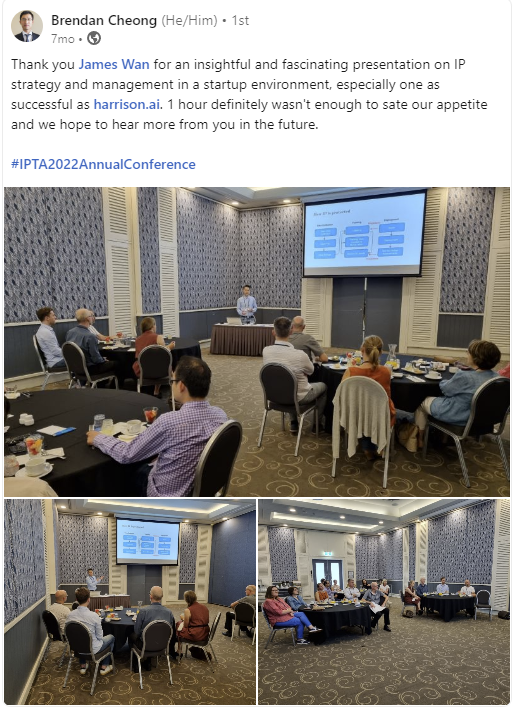 Brendan Cheong (He/Him) • 1st
7mo •
Thank you James Wan for an insightful and fascinating presentation on IP
strategy and management in a startup environment, especially one as
successful as harrison.ai. 1 hour definitely wasn't enough to sate our appetite
and we hope to hear more from you in the future.
#IPTA2022AnnualConference